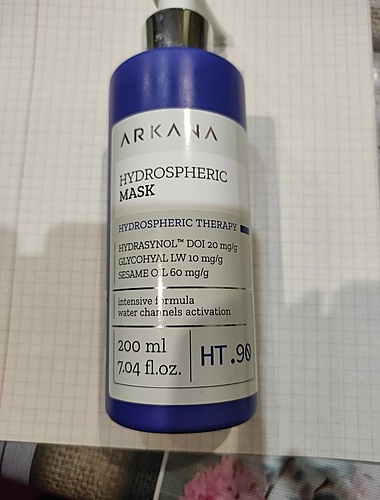 ARKANA
HYDROSPHERIC
MASK
HYDROSPHERIC THERAPY
HYDRASYNOL™ DOI 20 mg/g
GLYCOHYAL LW 10 mg/g
SESAME OIL 60 mg/g
intensive formula
water channels activation
200 ml
7.04 fl.oz.
HT.90